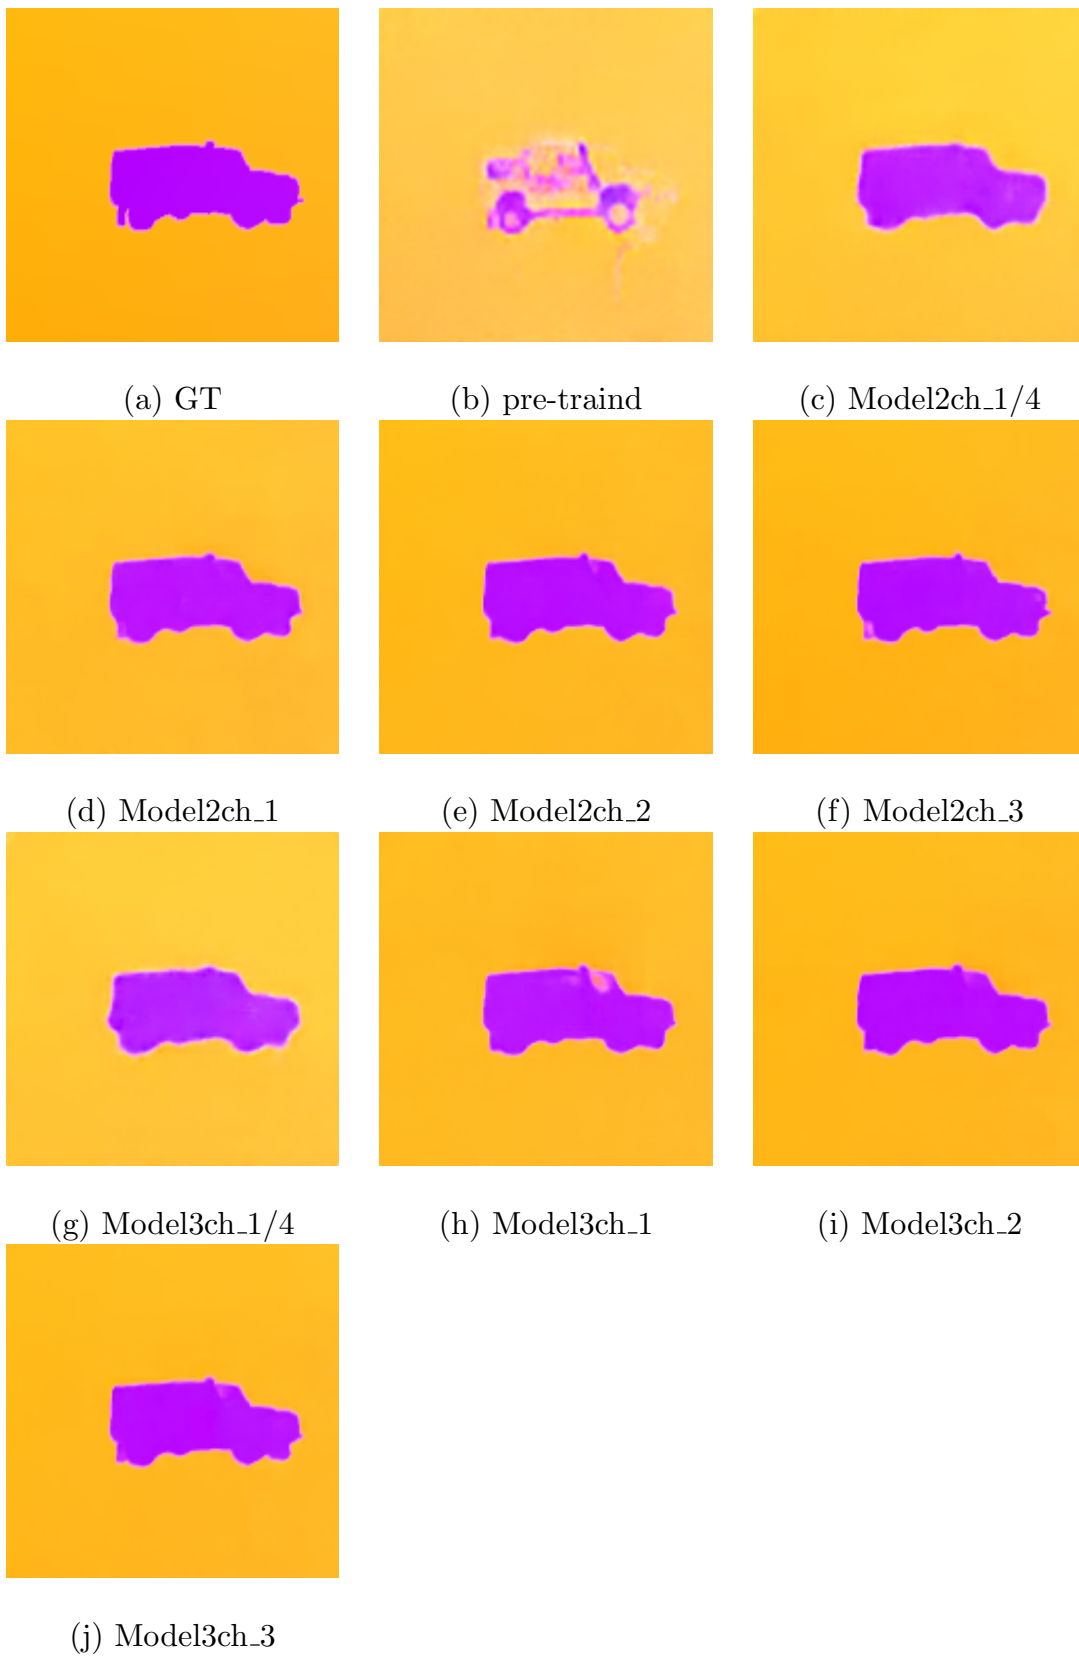 (a) GT
(b) pre-traind
(c) Model2ch_1/4
(d) Model2ch_1
(e) Model2ch_2
(f) Model2ch_3
(g) Model3ch_1/4
(h) Model3ch_1
(i) Model3ch_2
(j) Model3ch_3